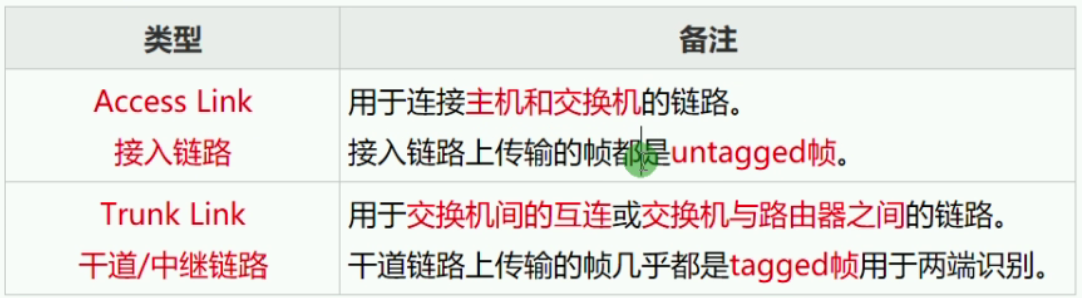 类型
备注
Access Link
接入链路
用于连接主机和交换机的链路。
接入链路上传输的帧都是untagged帧。
Trunk Link
干道/中继链路
用于交换机间的互连或交换机与路由器之间的链路。
干道链路上传输的帧几乎都是tagged帧用于两端识别。